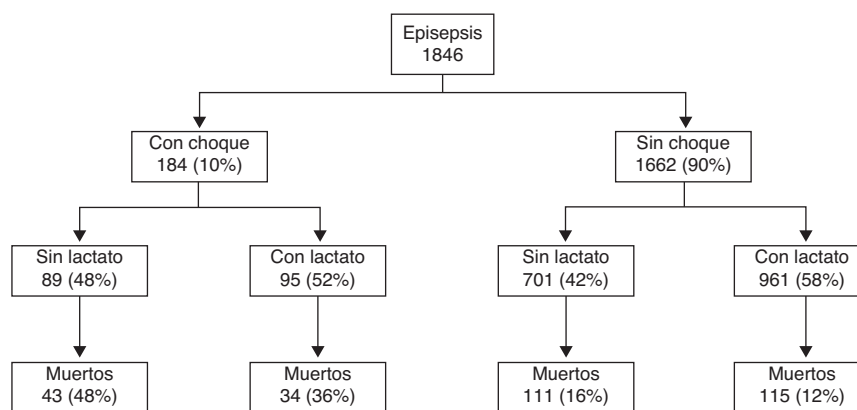 Episepsis
1846
Con choque
184 (10%)
Sin choque
1662 (90%)
Sin lactato
89 (48%)
Con lactato
95 (52%)
Sin lactato
701 (42%)
Con lactato
961 (58%)
Muertos
43 (48%)
Muertos
34 (36%)
Muertos
111 (16%)
Muertos
115 (12%)